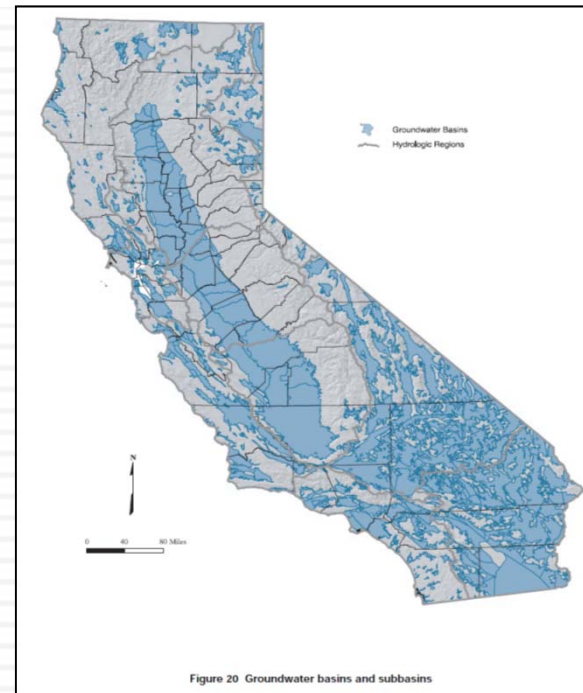 Groundwater Basins
Hydrologic Regions
N
0 40 80 Miles
Figure 20 Groundwater basins and subbasins